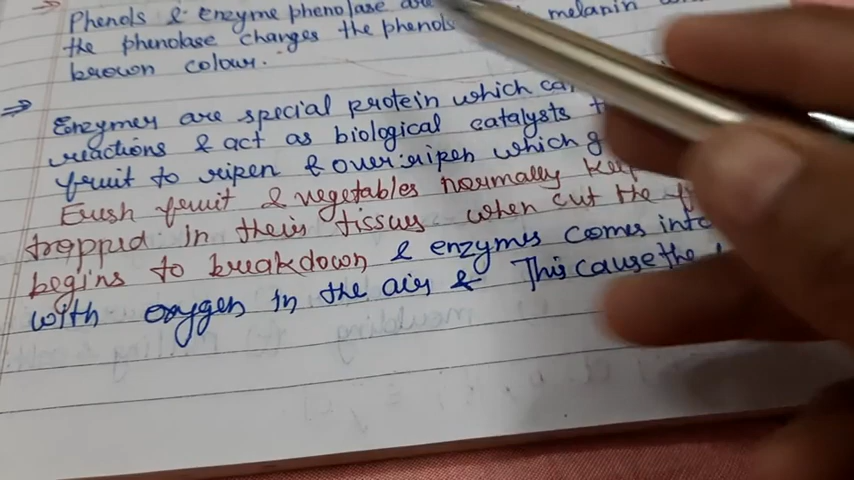 Phenols & enzyme phenolase are
the phenolase changes the phenols melanin
brown colour.
Enzymes are special protein which
reactions & act as biological catalysts
fruit to ripen & over ripen which
Fresh fruit & vegetables normally keep
trapped in their tissues when cut the
begins to breakdown & enzymes comes into
with oxygen in the air & This cause the